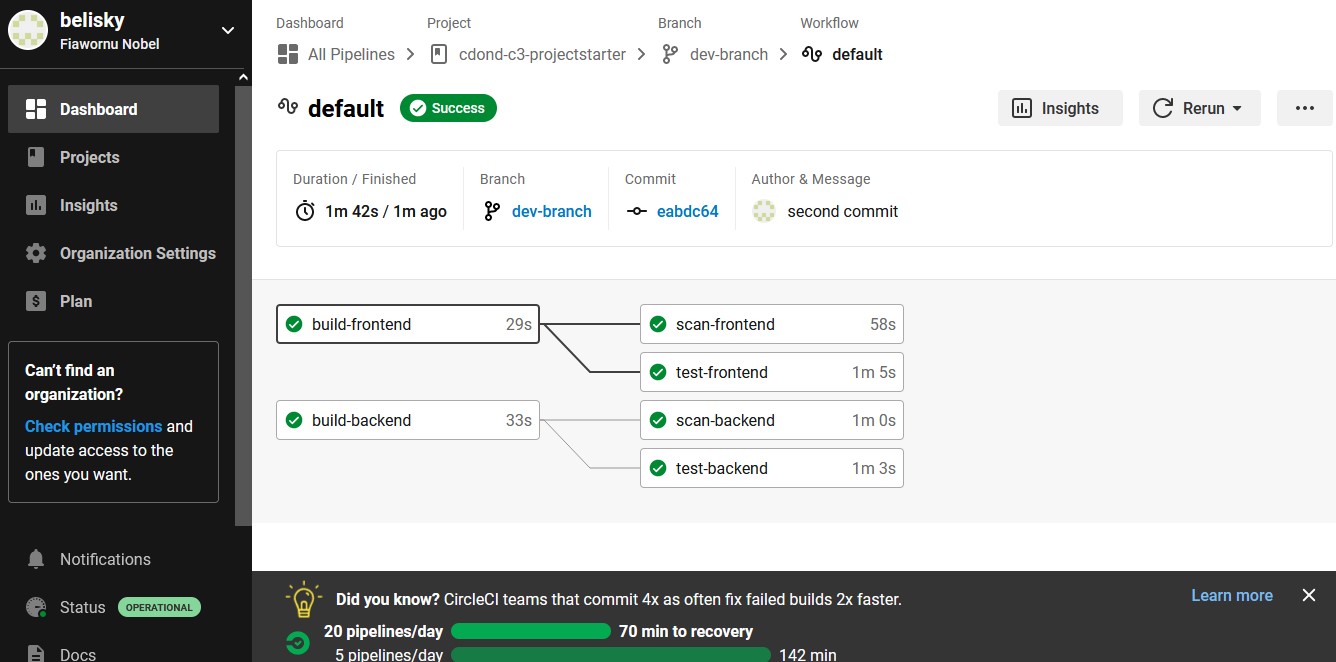 belisky
Fiawornu Nobel
Dashboard
Projects
Insights
Organization Settings
Plan
Can't find an
organization?
Check permissions and
update access to the
ones you want.
Notifications
Status OPERATIONAL
Docs
Dashboard Project Branch Workflow
All Pipelines cdond-c3-projectstarter dev-branch default
default Success Insights Rerun
Duration / Finished Branch Commit Author & Message
1m 42s / 1m ago dev-branch eabdc64 second commit
build-frontend 29s scan-frontend 58s
test-frontend 1m 5s
build-backend 33s scan-backend 1m 0s
test-backend 1m 3s
Did you know? CircleCI teams that commit 4x as often fix failed builds 2x faster. Learn more
20 pipelines/day 70 min to recovery
5 pipelines/day 142 min